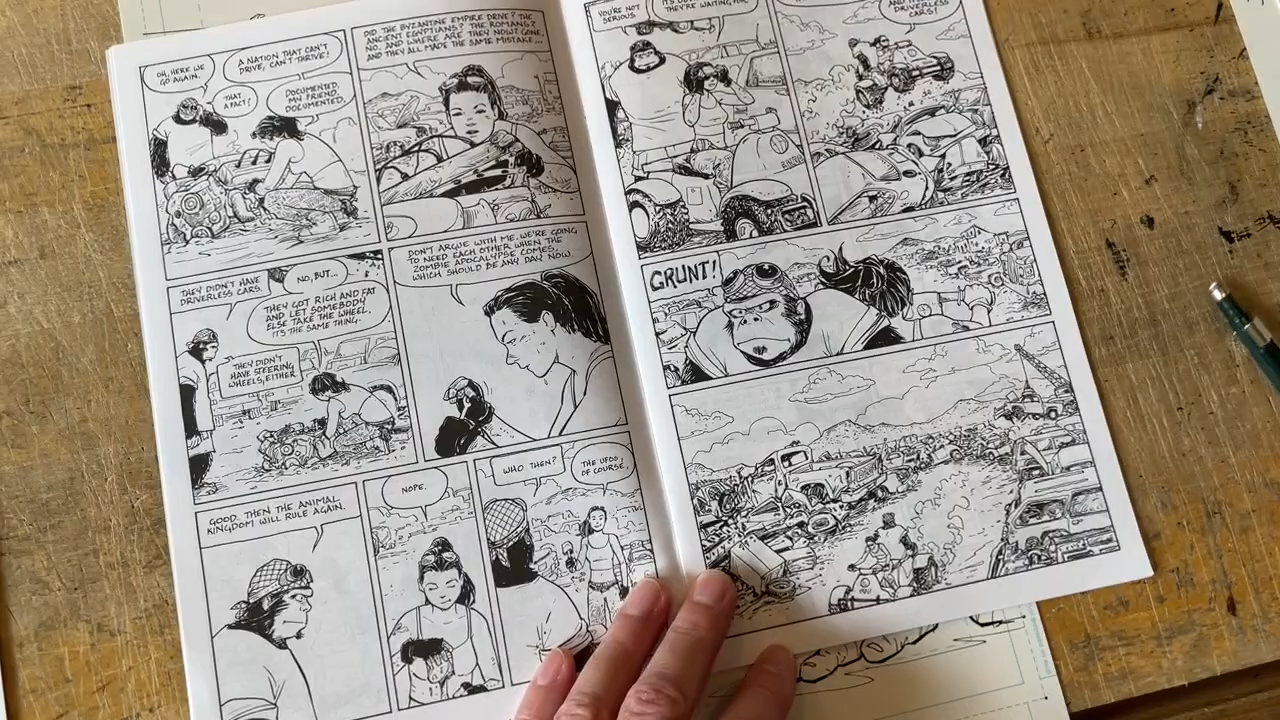 OH, HERE WE
GO AGAIN.
A NATION THAT CAN'T
DRIVE, CAN'T THRIVE!
THAT
A FACT?
DOCUMENTED,
MY FRIEND.
DOCUMENTED.
DID THE BYZANTINE EMPIRE DRIVE? THE
ANCIENT EGYPTIANS? THE ROMANS?
NO. AND WHERE ARE THEY NOW? GONE.
AND THEY ALL MADE THE SAME MISTAKE...
THEY DIDN'T HAVE
DRIVERLESS CARS.
NO, BUT...
THEY GOT RICH AND FAT
AND LET SOMEBODY
ELSE TAKE THE WHEEL.
IT'S THE SAME THING.
THEY DIDN'T
HAVE STEERING
WHEELS, EITHER.
DON'T ARGUE WITH ME. WE'RE GOING
TO NEED EACH OTHER WHEN THE
ZOMBIE APOCALYPSE COMES,
WHICH SHOULD BE ANY DAY NOW.
GOOD. THEN THE ANIMAL
KINGDOM WILL RULE AGAIN.
NOPE.
WHO THEN?
THE UFOS,
OF COURSE.
YOU'RE NOT
SERIOUS
THEY'RE WAITING FOR.
DRIVERLESS
CARS!
GRUNT!